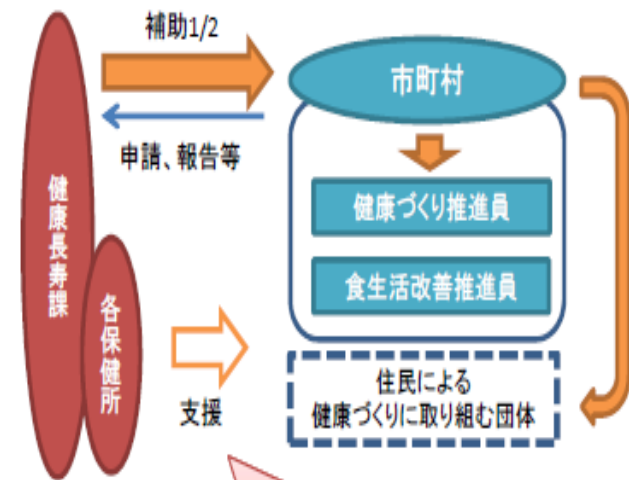 補助1/2
市町村
申請、報告等
健康長寿課
健康づくり推進員
食生活改善推進員
各保健所
支援
住民による
健康づくりに取り組む団体